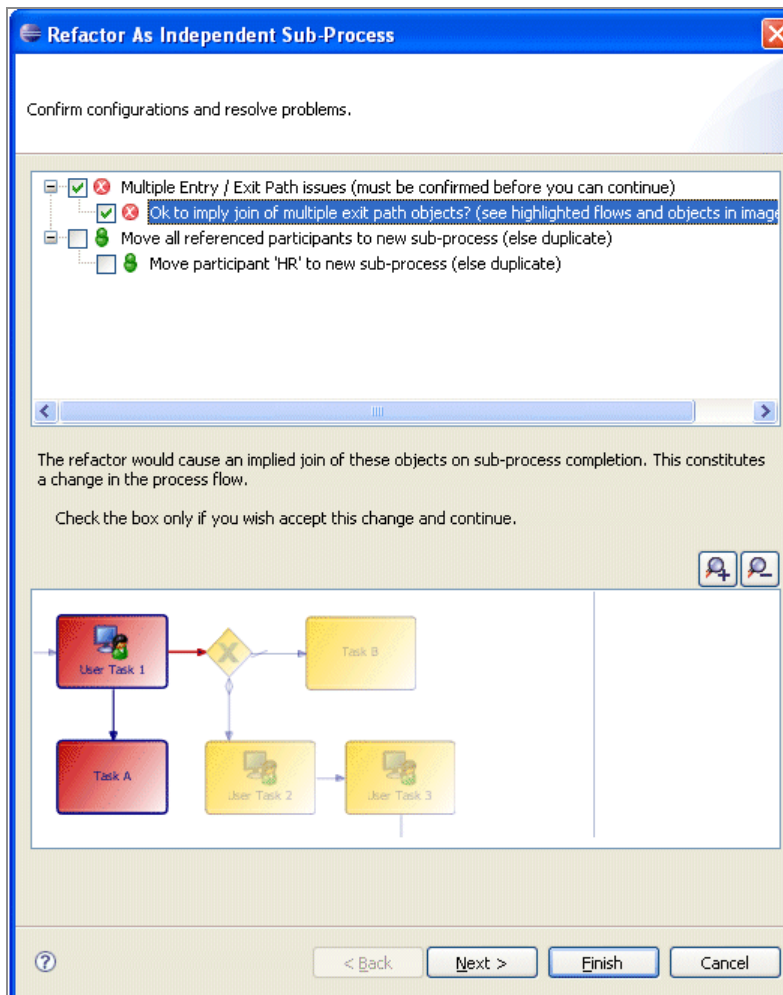 Refactor As Independent Sub-Process
Confirm configurations and resolve problems.
Multiple Entry / Exit Path issues (must be confirmed before you can continue)
Ok to imply join of multiple exit path objects? (see highlighted flows and objects in image
Move all referenced participants to new sub-process (else duplicate)
Move participant 'HR' to new sub-process (else duplicate)
The refactor would cause an implied join of these objects on sub-process completion. This constitutes
a change in the process flow.
Check the box only if you wish accept this change and continue.
User Task 1
Task B
Task A
User Task 2
User Task 3
< Back
Next >
Finish
Cancel